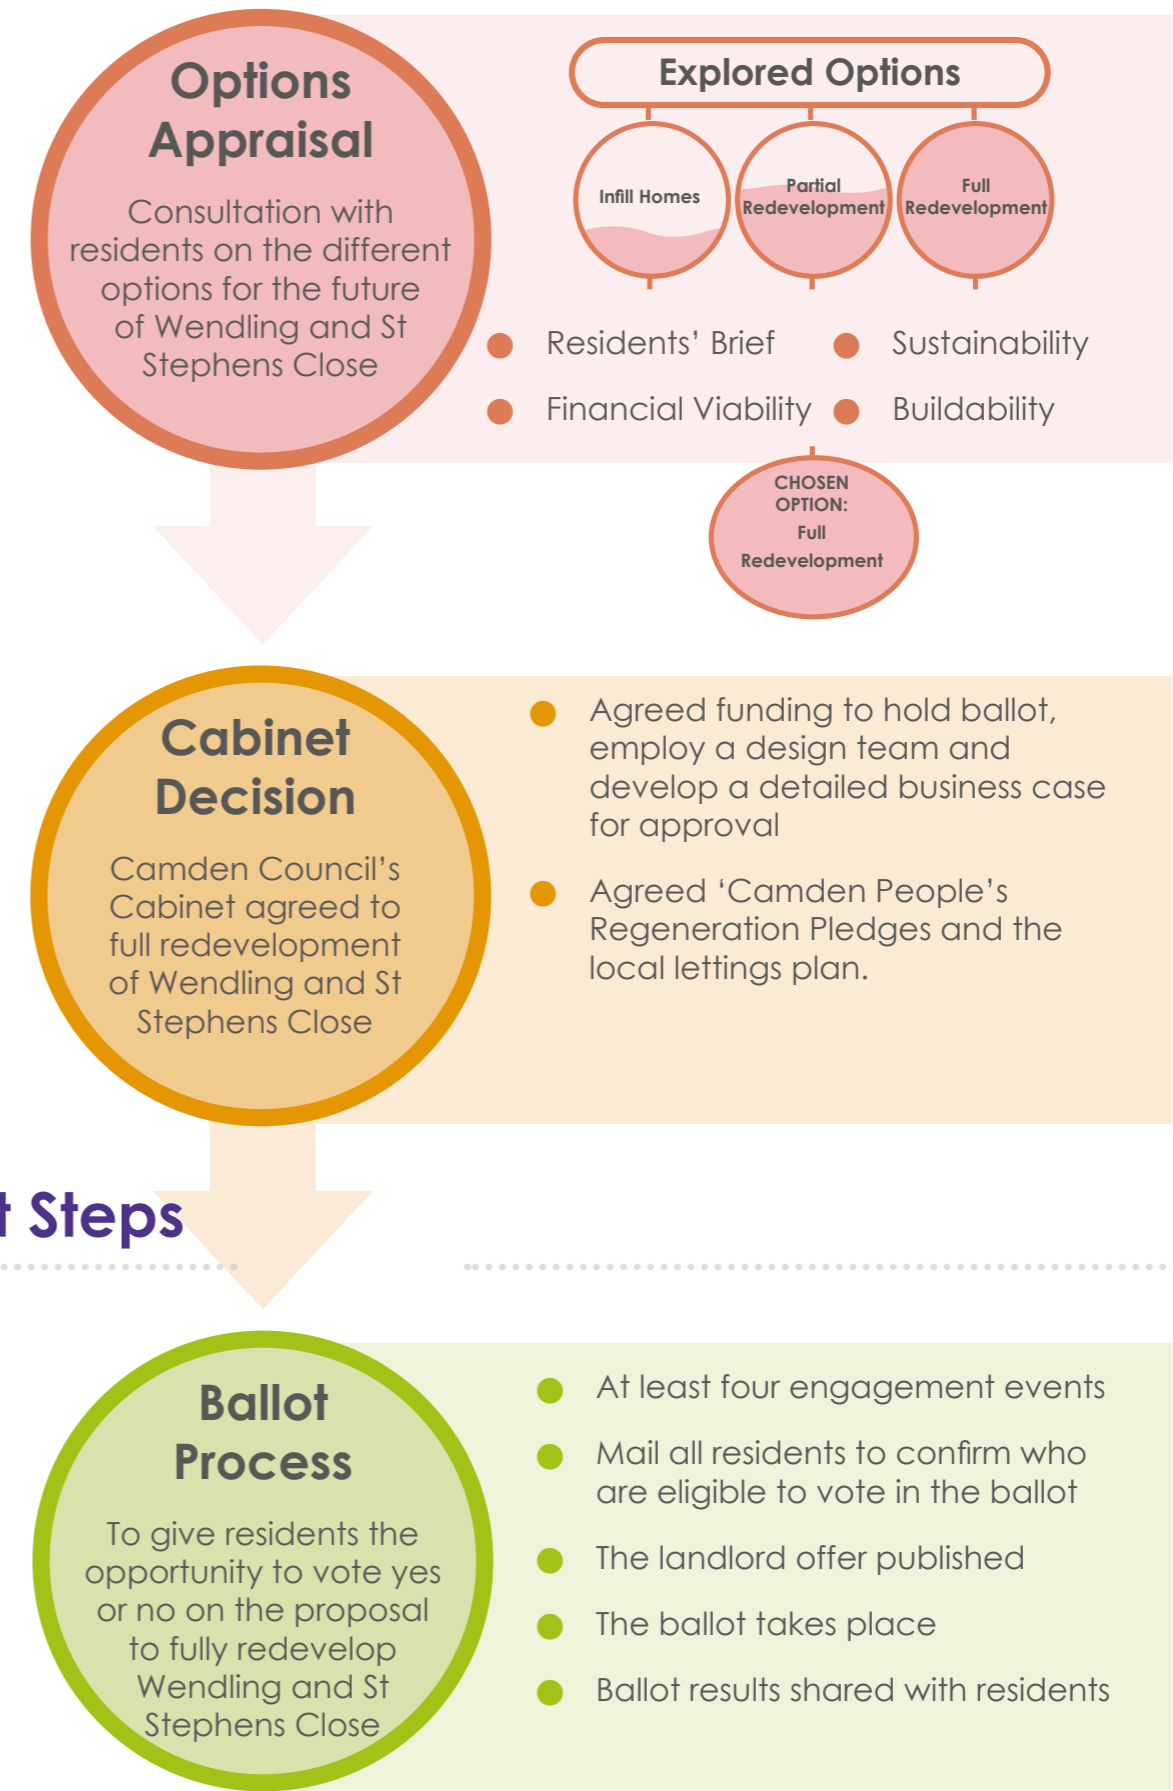 Options
Appraisal
Consultation with
residents on the different
options for the future
of Wendling and St
Stephens Close
Explored Options
Infill Homes
Partial
Redevelopment
Full
Redevelopment
Residents’ Brief
Sustainability
Financial Viability
Buildability
CHOSEN
OPTION:
Full
Redevelopment
Cabinet
Decision
Camden Council’s
Cabinet agreed to
full redevelopment
of Wendling and St
Stephens Close
Agreed funding to hold ballot,
employ a design team and
develop a detailed business case
for approval
Agreed ‘Camden People’s
Regeneration Pledges and the
local lettings plan.
t Steps
Ballot
Process
To give residents the
opportunity to vote yes
or no on the proposal
to fully redevelop
Wendling and St
Stephens Close
At least four engagement events
Mail all residents to confirm who
are eligible to vote in the ballot
The landlord offer published
The ballot takes place
Ballot results shared with residents